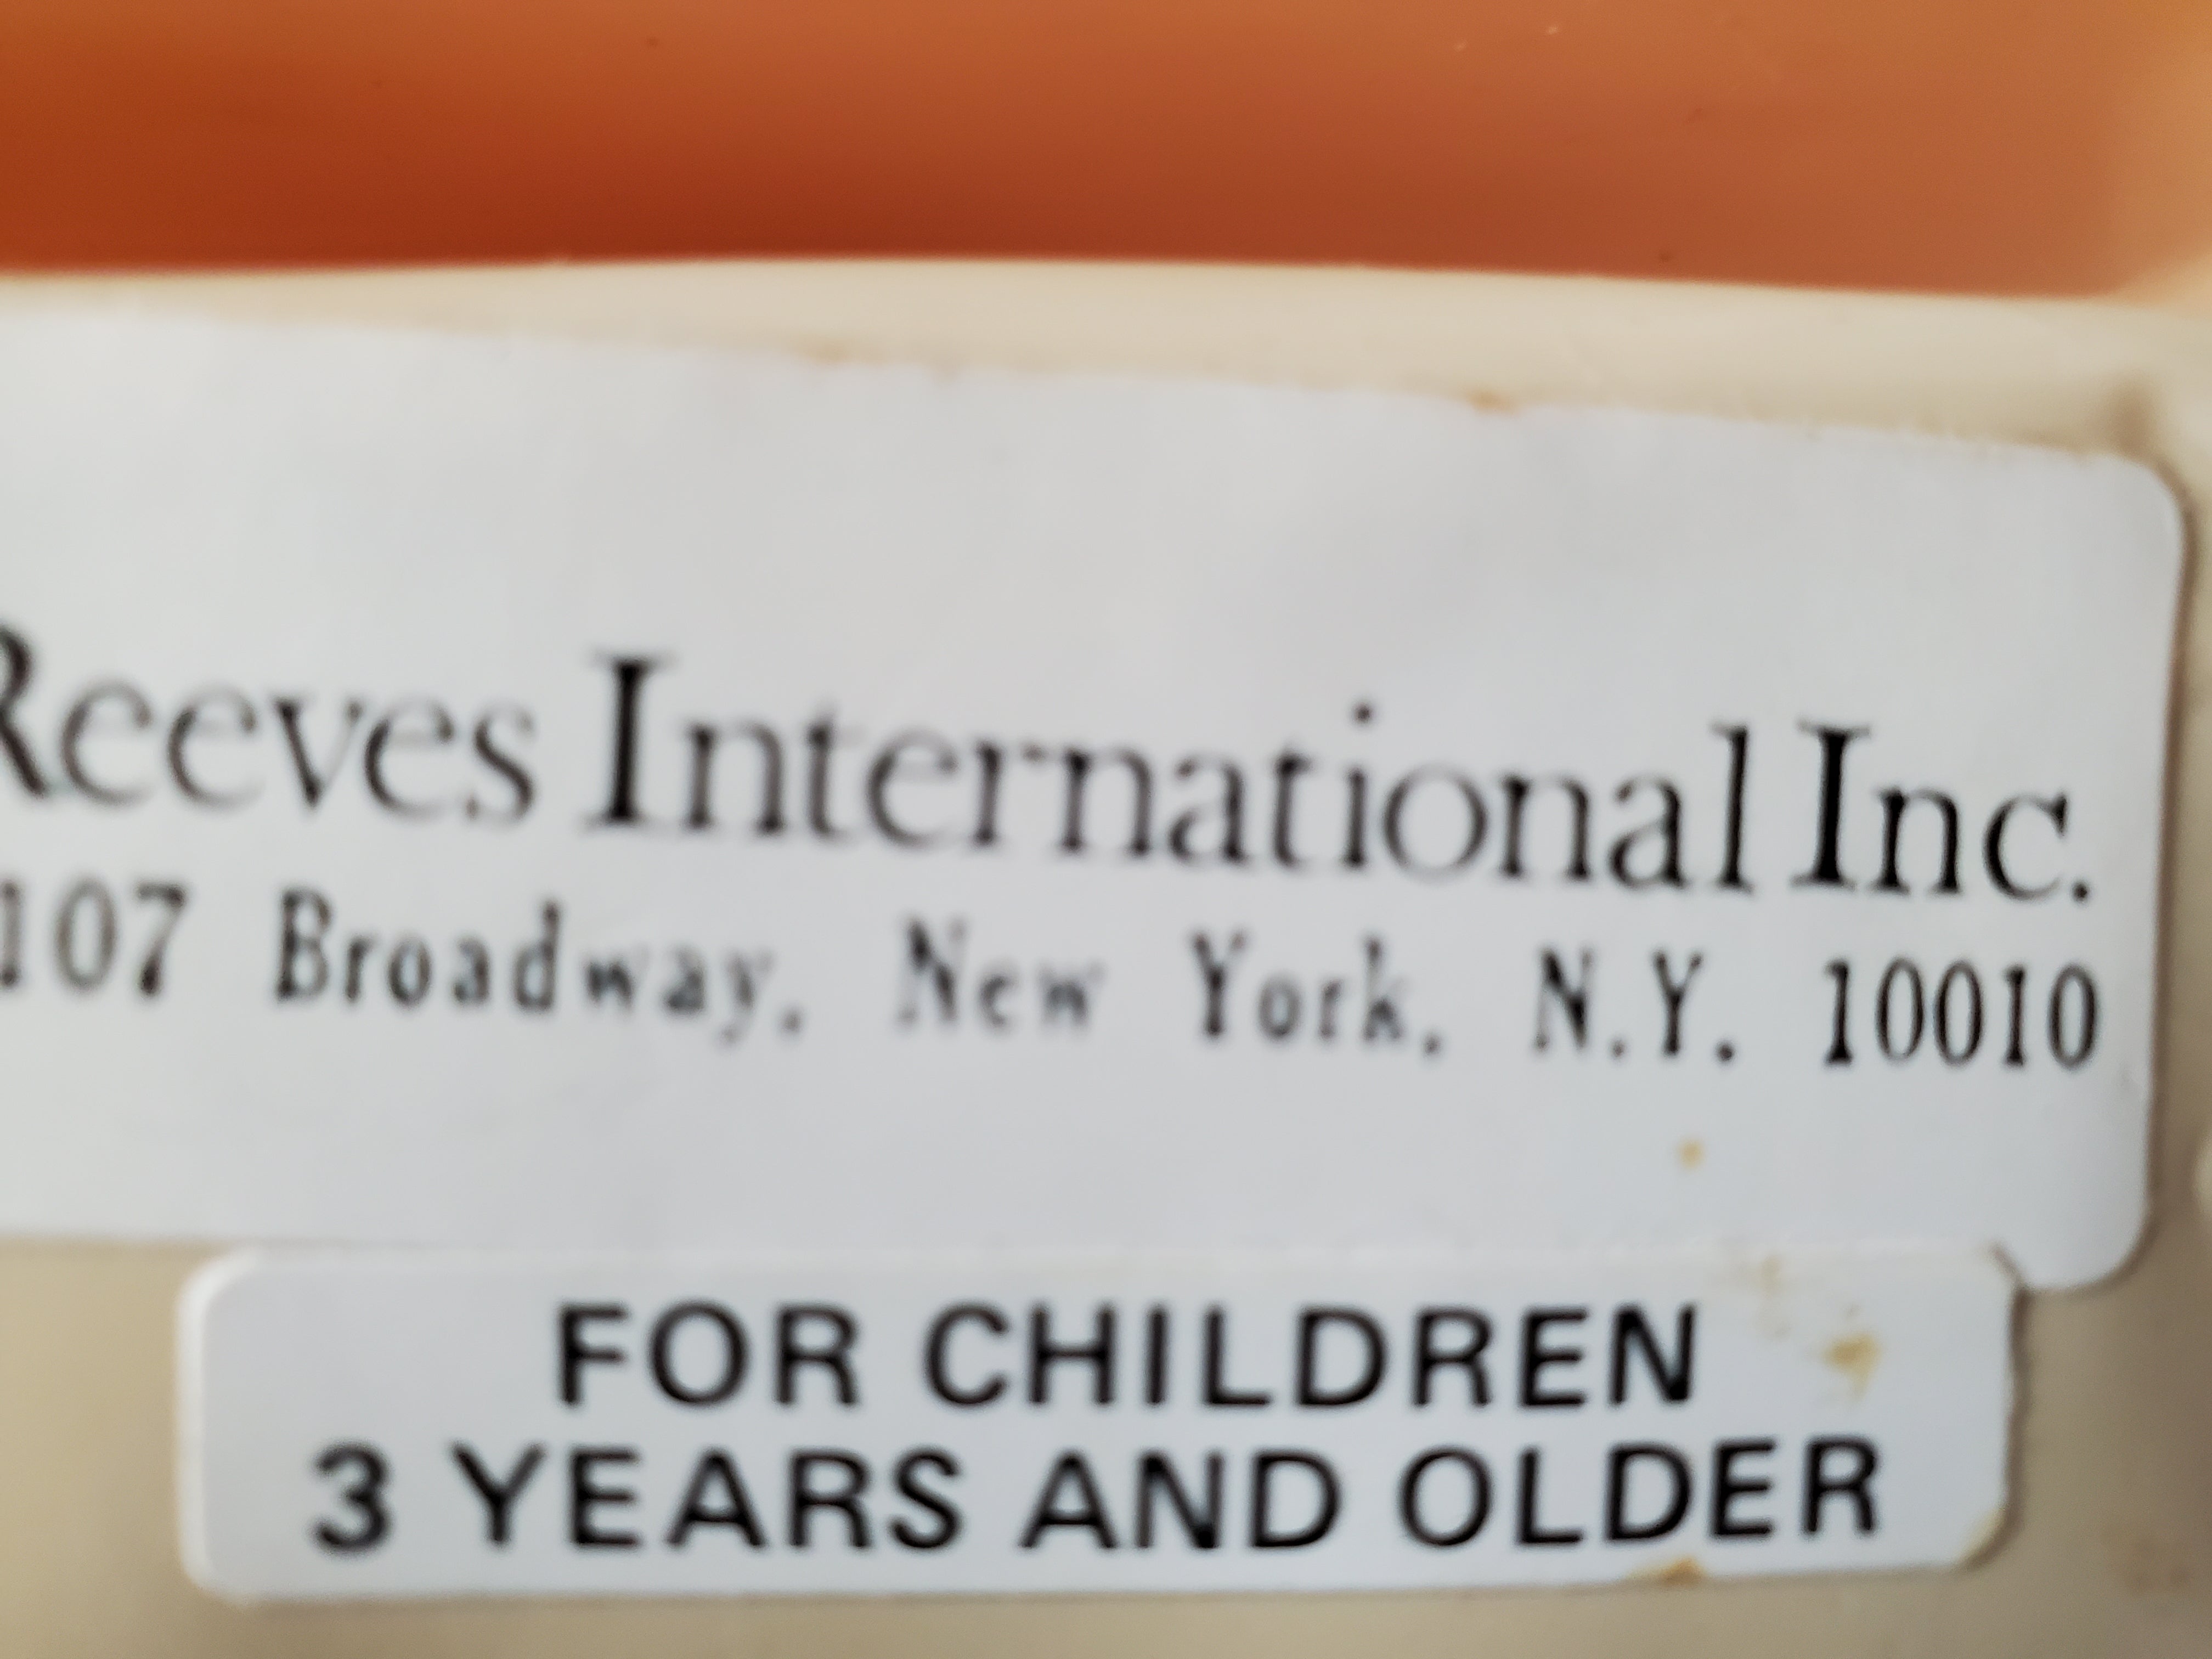 Reeves International Inc.
107 Broadway, New York, N.Y. 10010
FOR CHILDREN
3 YEARS AND OLDER